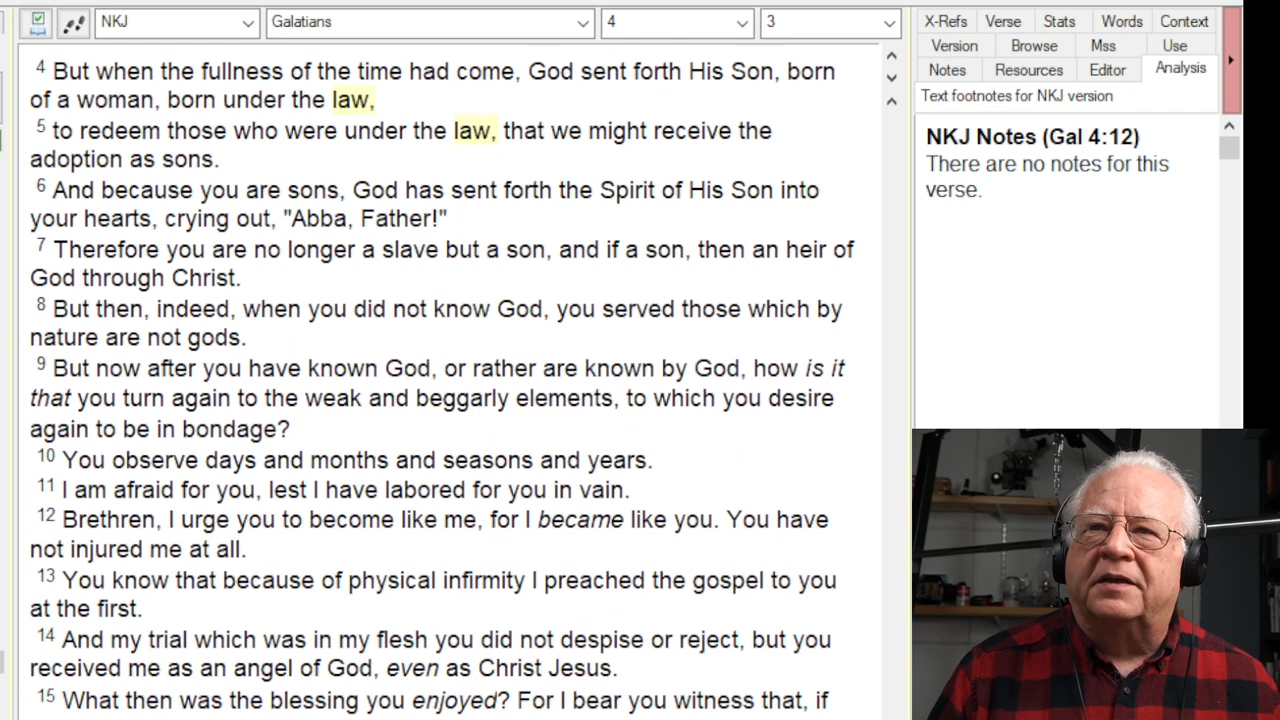 NKJ Galatians 4 3
4 But when the fullness of the time had come, God sent forth His Son, born
of a woman, born under the law,
5 to redeem those who were under the law, that we might receive the
adoption as sons.
6 And because you are sons, God has sent forth the Spirit of His Son into
your hearts, crying out, "Abba, Father!"
7 Therefore you are no longer a slave but a son, and if a son, then an heir of
God through Christ.
8 But then, indeed, when you did not know God, you served those which by
nature are not gods.
9 But now after you have known God, or rather are known by God, how is it
that you turn again to the weak and beggarly elements, to which you desire
again to be in bondage?
10 You observe days and months and seasons and years.
11 I am afraid for you, lest I have labored for you in vain.
12 Brethren, I urge you to become like me, for I became like you. You have
not injured me at all.
13 You know that because of physical infirmity I preached the gospel to you
at the first.
14 And my trial which was in my flesh you did not despise or reject, but you
received me as an angel of God, even as Christ Jesus.
15 What then was the blessing you enjoyed? For I bear you witness that, if
X-Refs Verse Stats Words Context
Version Browse Mss Use
Notes Resources Editor Analysis
Text footnotes for NKJ version
NKJ Notes (Gal 4:12)
There are no notes for this
verse.